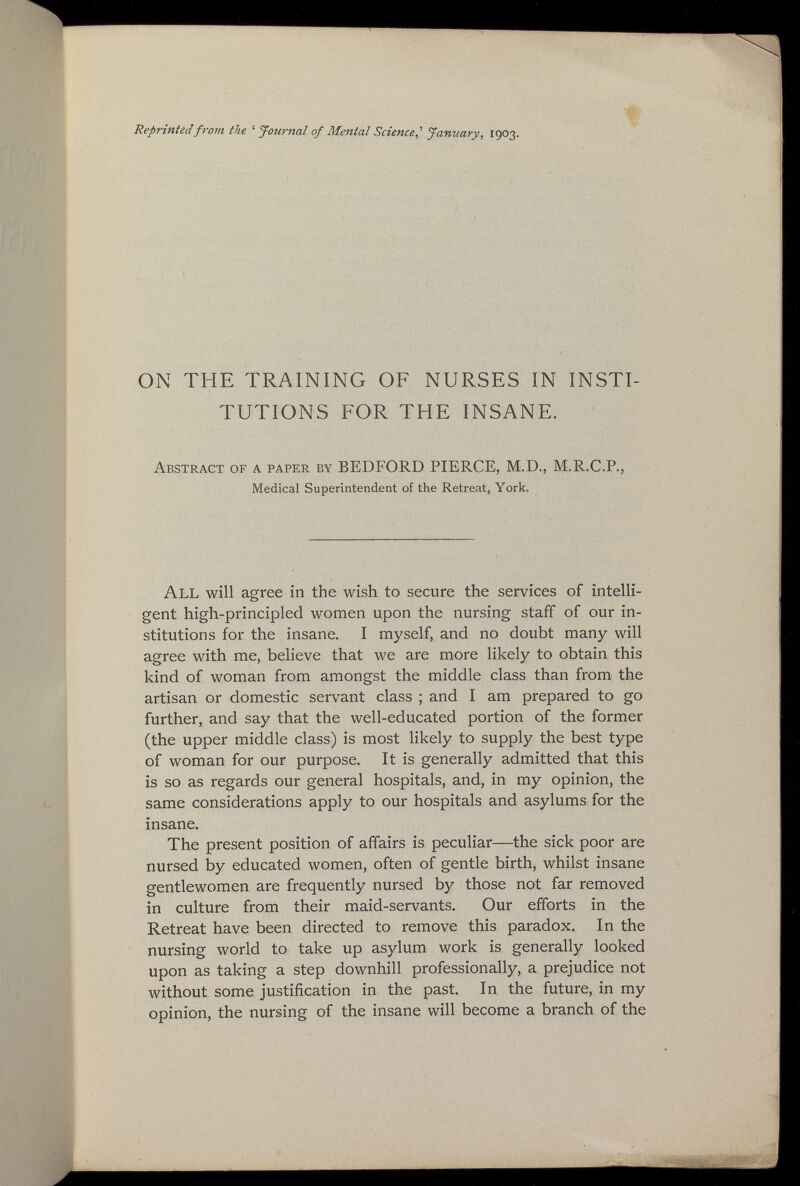 Reprinted from the ‘ Journal of Mental Science,’ January, 1903.
ON THE TRAINING OF NURSES IN INSTI-
TUTIONS FOR THE INSANE.
Abstract of a paper by BEDFORD PIERCE, M.D., M.R.C.P.,
Medical Superintendent of the Retreat, York.
All will agree in the wish to secure the services of intelli-
gent high-principled women upon the nursing staff of our in-
stitutions for the insane. I myself, and no doubt many will
agree with me, believe that we are more likely to obtain this
kind of woman from amongst the middle class than from the
artisan or domestic servant class ; and I am prepared to go
further, and say that the well-educated portion of the former
(the upper middle class) is most likely to supply the best type
of woman for our purpose. It is generally admitted that this
is so as regards our general hospitals, and, in my opinion, the
same considerations apply to our hospitals and asylums for the
insane.
The present position of affairs is peculiar—the sick poor are
nursed by educated women, often of gentle birth, whilst insane
gentlewomen are frequently nursed by those not far removed
in culture from their maid-servants. Our efforts in the
Retreat have been directed to remove this paradox. In the
nursing world to take up asylum work is generally looked
upon as taking a step downhill professionally, a prejudice not
without some justification in the past. In the future, in my
opinion, the nursing of the insane will become a branch of the